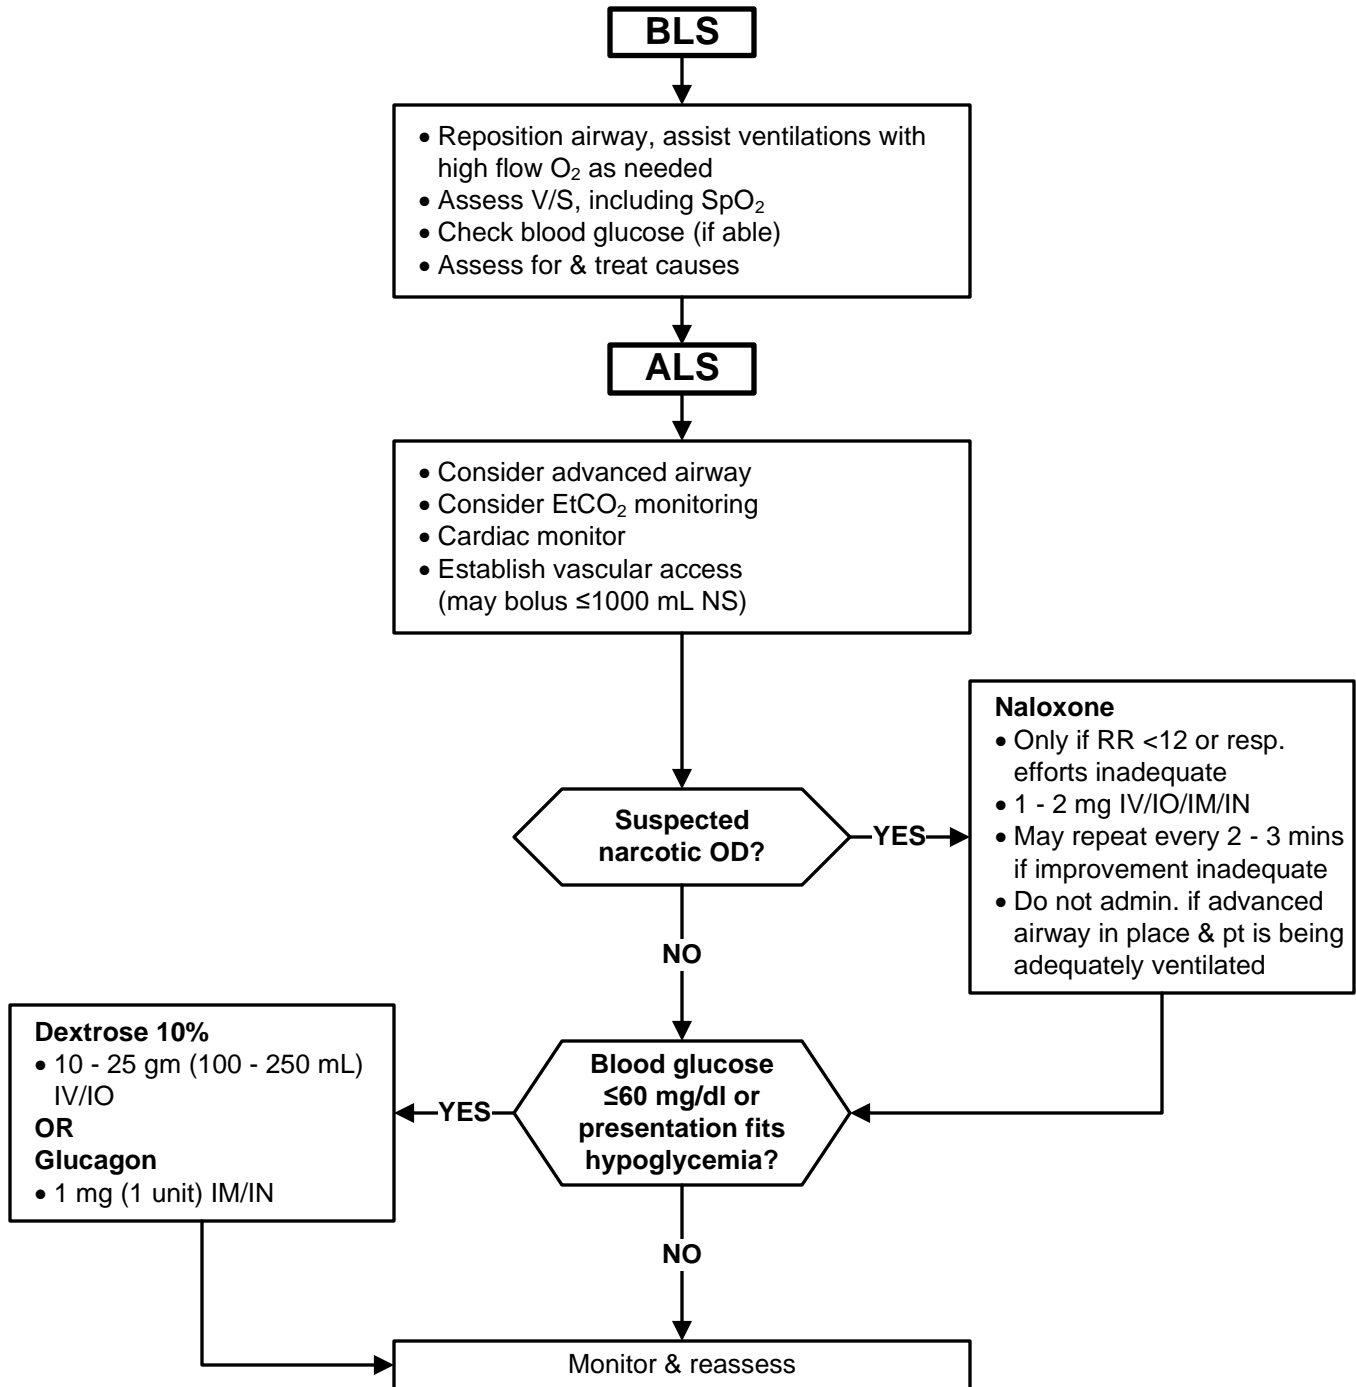 BLS
• Reposition airway, assist ventilations with
high flow O₂ as needed
• Assess V/S, including SpO₂
• Check blood glucose (if able)
• Assess for & treat causes
ALS
• Consider advanced airway
• Consider EtCO₂ monitoring
• Cardiac monitor
• Establish vascular access
(may bolus ≤1000 mL NS)
Suspected
narcotic OD?
YES
Naloxone
• Only if RR <12 or resp.
efforts inadequate
• 1 - 2 mg IV/IO/IM/IN
• May repeat every 2 - 3 mins
if improvement inadequate
• Do not admin. if advanced
airway in place & pt is being
adequately ventilated
NO
Blood glucose
≤60 mg/dl or
presentation fits
hypoglycemia?
YES
Dextrose 10%
• 10 - 25 gm (100 - 250 mL)
IV/IO
OR
Glucagon
• 1 mg (1 unit) IM/IN
NO
Monitor & reassess